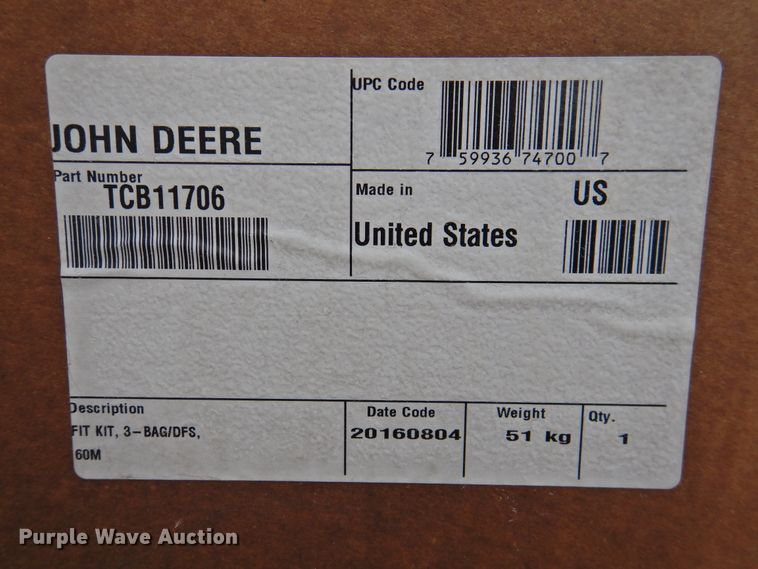 JOHN DEERE
UPC Code
7 59936 74700 7
Part Number
TCB11706
Made in
US
United States
Description
FIT KIT, 3-BAG/DFS,
60M
Date Code
20160804
Weight
51 kg
Qty.
1
Purple Wave Auction